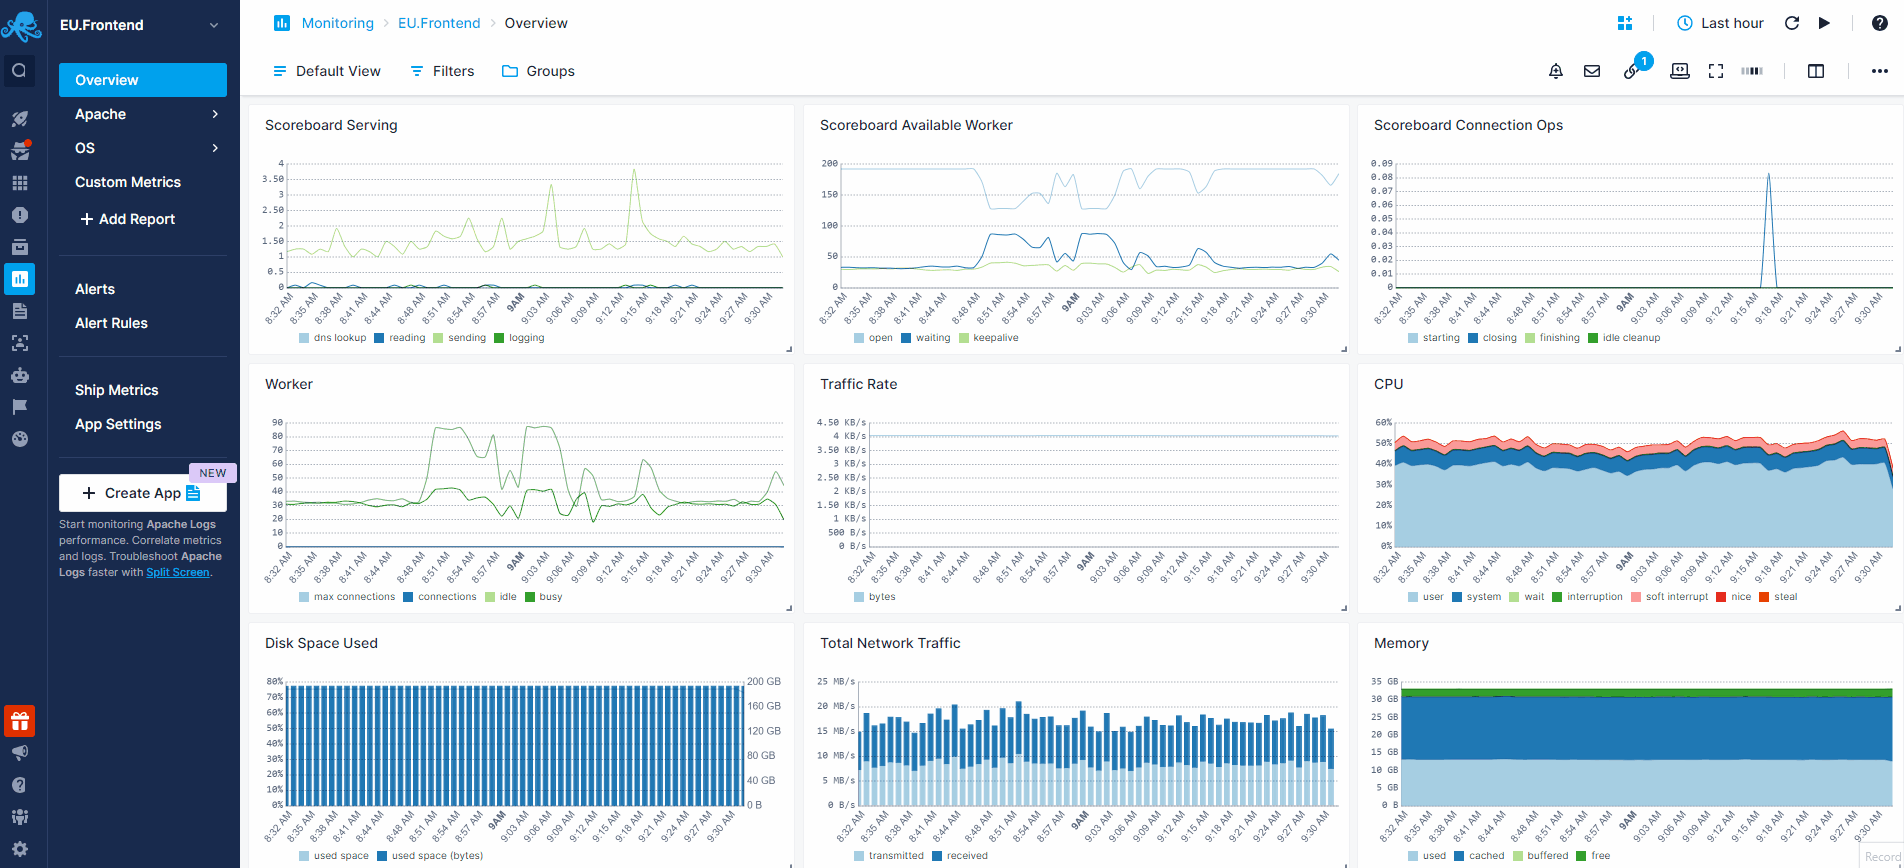 EU.Frontend
Overview
Apache
OS
Custom Metrics
+ Add Report
Alerts
Alert Rules
Ship Metrics
App Settings
NEW
+ Create App
Start monitoring Apache Logs
performance. Correlate metrics
and logs. Troubleshoot Apache
Logs faster with Split Screen.
Monitoring > EU.Frontend > Overview
Last hour
Default View
Filters
Groups
1
Scoreboard Serving
4
3.50
3
2.50
2
1.50
1
0.5
0
8:32 AM 8:35 AM 8:38 AM 8:41 AM 8:44 AM 8:48 AM 8:51 AM 8:54 AM 8:57 AM 9AM 9:03 AM 9:06 AM 9:09 AM 9:12 AM 9:15 AM 9:18 AM 9:21 AM 9:24 AM 9:27 AM 9:30 AM
dns lookup reading sending logging
Scoreboard Available Worker
200
150
100
50
0
8:32 AM 8:35 AM 8:38 AM 8:41 AM 8:44 AM 8:48 AM 8:51 AM 8:54 AM 8:57 AM 9AM 9:03 AM 9:06 AM 9:09 AM 9:12 AM 9:15 AM 9:18 AM 9:21 AM 9:24 AM 9:27 AM 9:30 AM
open waiting keepalive
Scoreboard Connection Ops
0.09
0.08
0.07
0.06
0.05
0.04
0.03
0.02
0.01
0
8:32 AM 8:35 AM 8:38 AM 8:41 AM 8:44 AM 8:48 AM 8:51 AM 8:54 AM 8:57 AM 9AM 9:03 AM 9:06 AM 9:09 AM 9:12 AM 9:15 AM 9:18 AM 9:21 AM 9:24 AM 9:27 AM 9:30 AM
starting closing finishing idle cleanup
Worker
90
80
70
60
50
40
30
20
10
0
8:32 AM 8:35 AM 8:38 AM 8:41 AM 8:44 AM 8:48 AM 8:51 AM 8:54 AM 8:57 AM 9AM 9:03 AM 9:06 AM 9:09 AM 9:12 AM 9:15 AM 9:18 AM 9:21 AM 9:24 AM 9:27 AM 9:30 AM
max connections connections idle busy
Traffic Rate
4.50 KB/s
4 KB/s
3.50 KB/s
3 KB/s
2.50 KB/s
2 KB/s
1.50 KB/s
1 KB/s
500 B/s
0 B/s
8:32 AM 8:35 AM 8:38 AM 8:41 AM 8:44 AM 8:48 AM 8:51 AM 8:54 AM 8:57 AM 9AM 9:03 AM 9:06 AM 9:09 AM 9:12 AM 9:15 AM 9:18 AM 9:21 AM 9:24 AM 9:27 AM 9:30 AM
bytes
CPU
60%
50%
40%
30%
20%
10%
0%
8:32 AM 8:35 AM 8:38 AM 8:41 AM 8:44 AM 8:48 AM 8:51 AM 8:54 AM 8:57 AM 9AM 9:03 AM 9:06 AM 9:09 AM 9:12 AM 9:15 AM 9:18 AM 9:21 AM 9:24 AM 9:27 AM 9:30 AM
user system wait interruption soft interrupt nice steal
Disk Space Used
80%
70%
60%
50%
40%
30%
20%
10%
0%
200 GB
160 GB
120 GB
80 GB
40 GB
0 B
8:32 AM 8:35 AM 8:38 AM 8:41 AM 8:44 AM 8:48 AM 8:51 AM 8:54 AM 8:57 AM 9AM 9:03 AM 9:06 AM 9:09 AM 9:12 AM 9:15 AM 9:18 AM 9:21 AM 9:24 AM 9:27 AM 9:30 AM
used space used space (bytes)
Total Network Traffic
25 MB/s
20 MB/s
15 MB/s
10 MB/s
5 MB/s
0 B/s
8:32 AM 8:35 AM 8:38 AM 8:41 AM 8:44 AM 8:48 AM 8:51 AM 8:54 AM 8:57 AM 9AM 9:03 AM 9:06 AM 9:09 AM 9:12 AM 9:15 AM 9:18 AM 9:21 AM 9:24 AM 9:27 AM 9:30 AM
transmitted received
Memory
35 GB
30 GB
25 GB
20 GB
15 GB
10 GB
5 GB
0 B
8:32 AM 8:35 AM 8:38 AM 8:41 AM 8:44 AM 8:48 AM 8:51 AM 8:54 AM 8:57 AM 9AM 9:03 AM 9:06 AM 9:09 AM 9:12 AM 9:15 AM 9:18 AM 9:21 AM 9:24 AM 9:27 AM 9:30 AM
used cached buffered free
Record